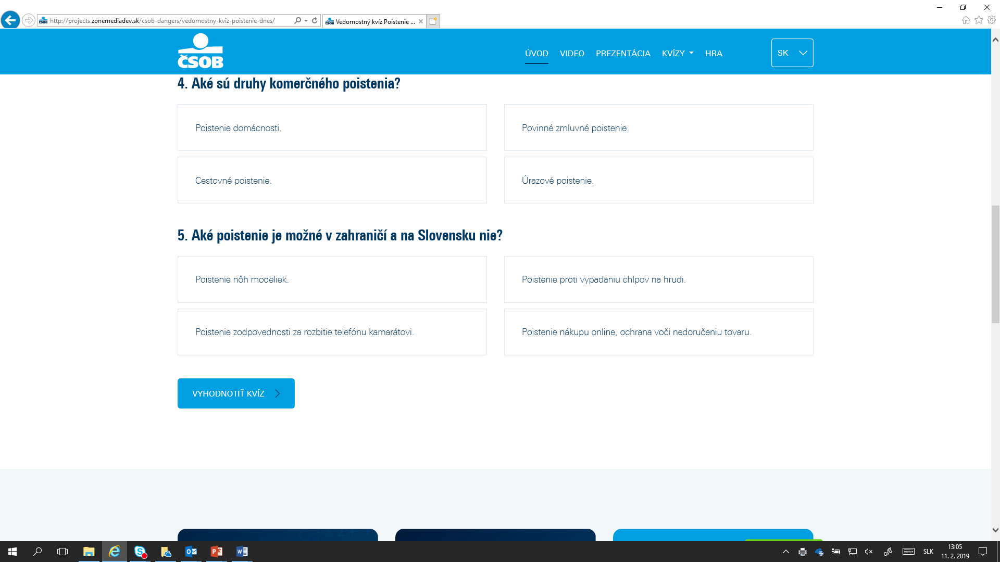 http://projects.zonemediadev.sk/csob-dangers/vedomostny-kviz-poistenie-dnes/
Vedomostný kvíz Poistenie ...
ČSOB
ÚVOD VIDEO PREZENTÁCIA KVÍZY HRA
SK
4. Aké sú druhy komerčného poistenia?
Poistenie domácnosti.
Povinné zmluvné poistenie.
Cestovné poistenie.
Úrazové poistenie.
5. Aké poistenie je možné v zahraničí a na Slovensku nie?
Poistenie nôh modeliek.
Poistenie proti vypadaniu chlpov na hrudi.
Poistenie zodpovednosti za rozbitie telefónu kamarátovi.
Poistenie nákupu online, ochrana voči nedoručeniu tovaru.
VYHODNOTIŤ KVÍZ
SLK
13:05
11. 2. 2019